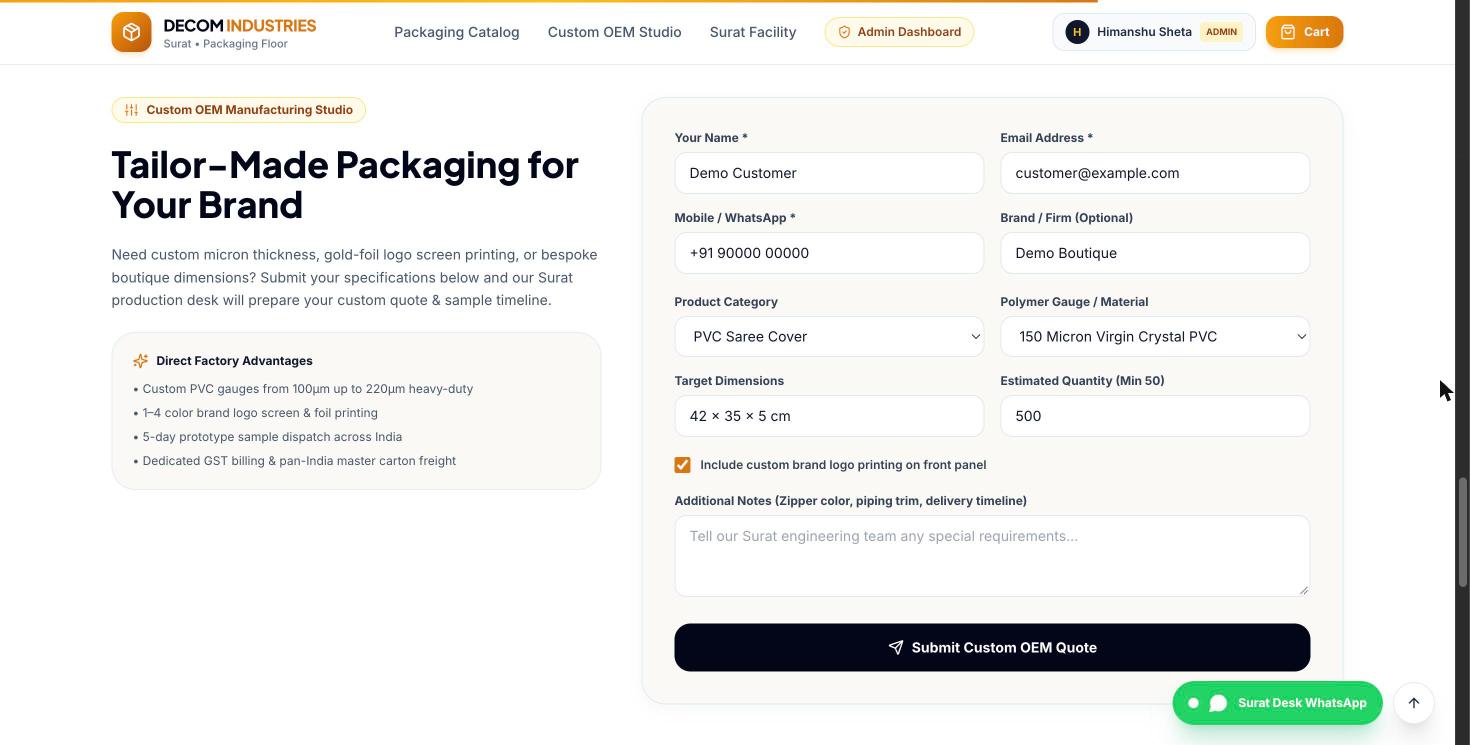 DECOM INDUSTRIES
Surat • Packaging Floor
Packaging Catalog
Custom OEM Studio
Surat Facility
Admin Dashboard
H
Himanshu Sheta
ADMIN
Cart
Custom OEM Manufacturing Studio
Tailor-Made Packaging for
Your Brand
Need custom micron thickness, gold-foil logo screen printing, or bespoke
boutique dimensions? Submit your specifications below and our Surat
production desk will prepare your custom quote & sample timeline.
Direct Factory Advantages
• Custom PVC gauges from 100μm up to 220μm heavy-duty
• 1–4 color brand logo screen & foil printing
• 5-day prototype sample dispatch across India
• Dedicated GST billing & pan-India master carton freight
Your Name *
Demo Customer
Email Address *
customer@example.com
Mobile / WhatsApp *
+91 90000 00000
Brand / Firm (Optional)
Demo Boutique
Product Category
PVC Saree Cover
Polymer Gauge / Material
150 Micron Virgin Crystal PVC
Target Dimensions
42 × 35 × 5 cm
Estimated Quantity (Min 50)
500
Include custom brand logo printing on front panel
Additional Notes (Zipper color, piping trim, delivery timeline)
Tell our Surat engineering team any special requirements...
Submit Custom OEM Quote
Surat Desk WhatsApp